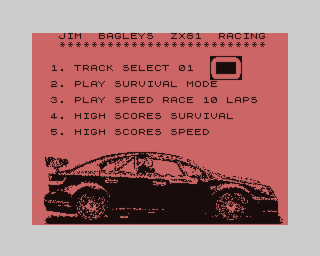 JIM BAGLEYS ZX81 RACING
**************************
1. TRACK SELECT 01
2. PLAY SURVIVAL MODE
3. PLAY SPEED RACE 10 LAPS
4. HIGH SCORES SURVIVAL
5. HIGH SCORES SPEED